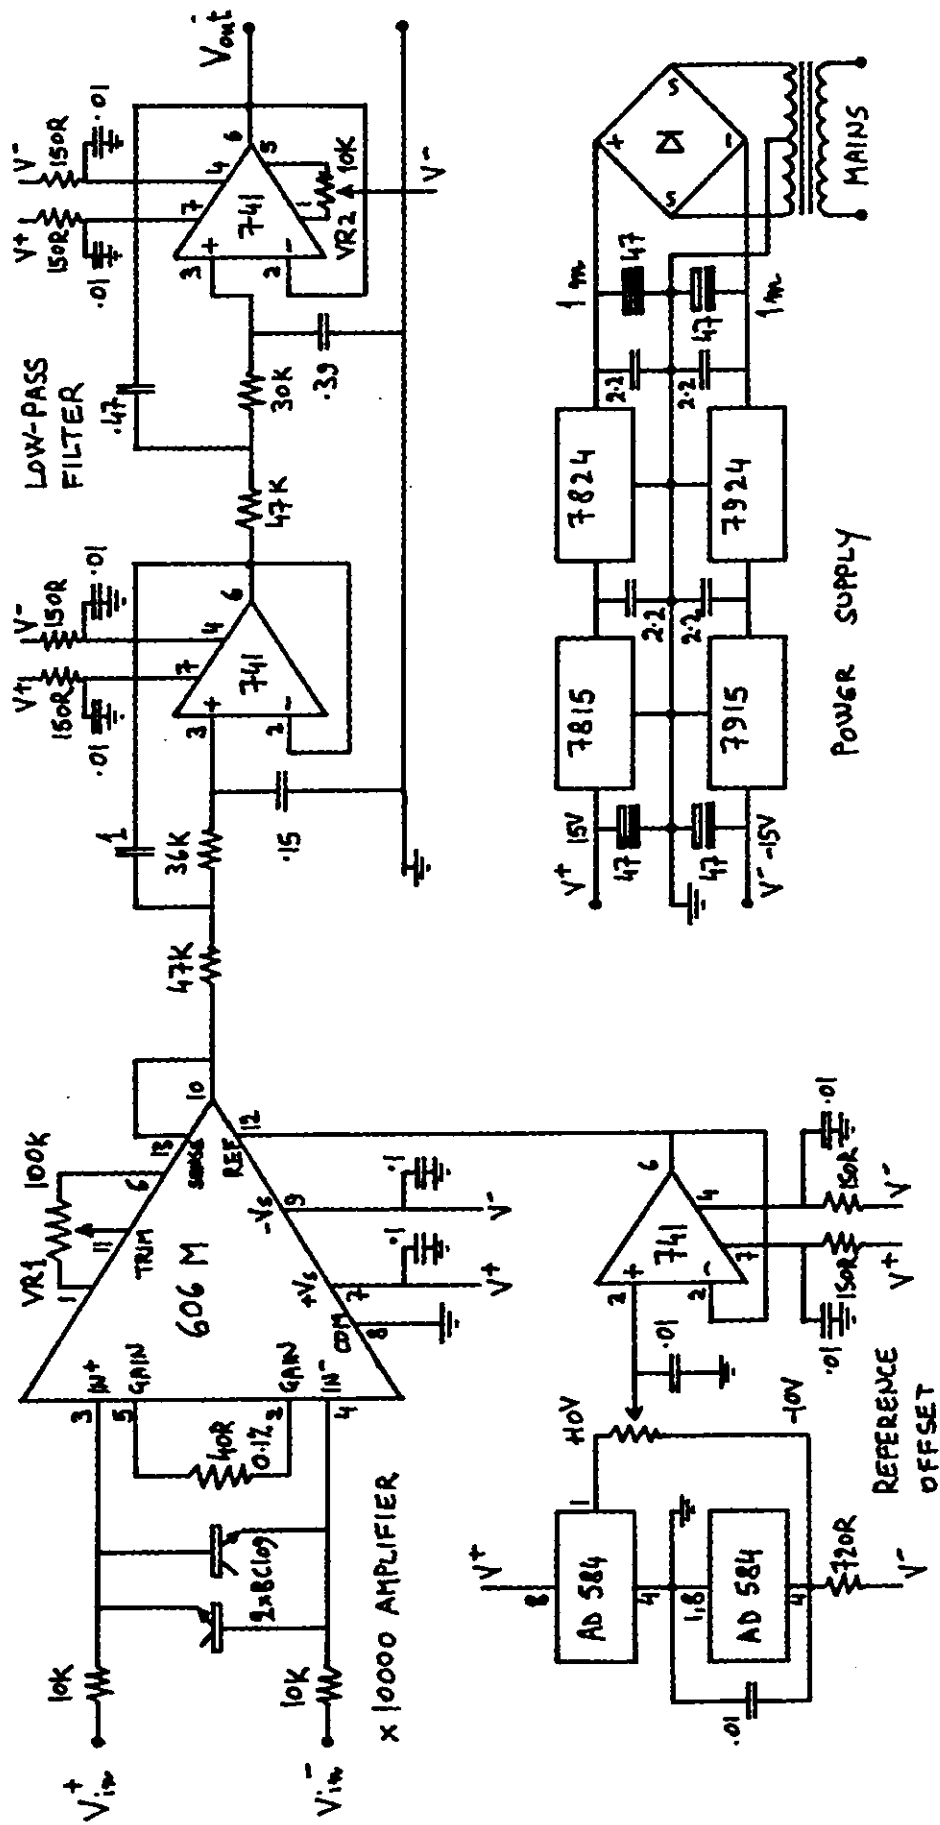 V⁺in
V⁻in
10K
10K
2×BC109
× 10000 AMPLIFIER
3
IN⁺
5
GAIN
40R
0.1%
2
GAIN
4
IN⁻
606 M
VR1
100K
1
11
TRIM
6
13
SENSE
10
12
REF
-Vs
9
+Vs
7
COM
8
.1
.1
V⁺
V⁻
47K
36K
1
.15
3
+
2
-
741
7
4
6
V⁺
V⁻
150R
150R
.01
.01
LOW-PASS
FILTER
47K
30K
.47
.39
3
+
2
-
741
7
4
6
5
1
VR2
10K
V⁻
V⁺
V⁻
150R
150R
.01
.01
Vout
V⁺
8
AD 584
1
4
1,8
AD 584
4
.01
720R
V⁻
+10V
-10V
.01
2
+
2
-
741
7
4
6
150R
150R
.01
.01
V⁺
V⁻
REFERENCE
OFFSET
V⁺ 15V
V⁻ -15V
47
47
7815
7915
2.2
2.2
7824
7924
2.2
2.2
1m
47
47
1m
+
-
S
S
MAINS
POWER SUPPLY